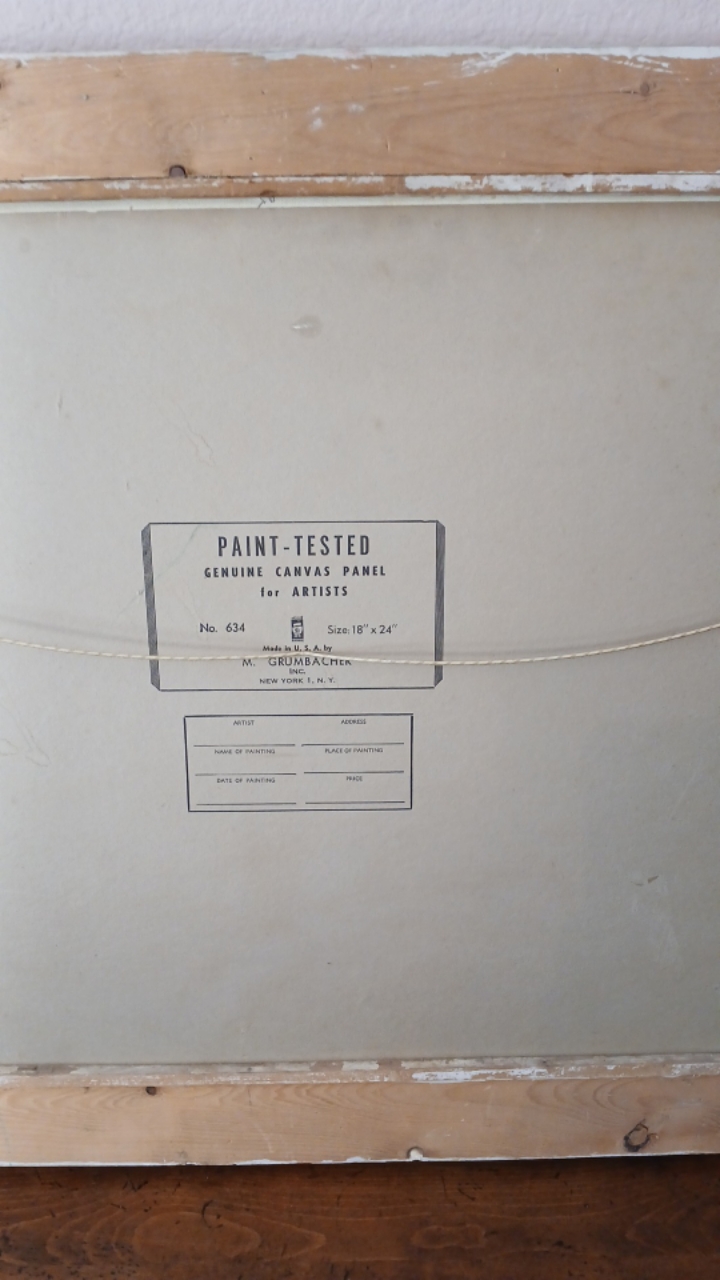 PAINT-TESTED
GENUINE CANVAS PANEL
for ARTISTS
No. 634 Size: 18" x 24"
Made in U. S. A. by
M. GRUMBACHER
INC.
NEW YORK 1, N. Y.
ARTIST ADDRESS
NAME OF PAINTING PLACE OF PAINTING
DATE OF PAINTING PRICE